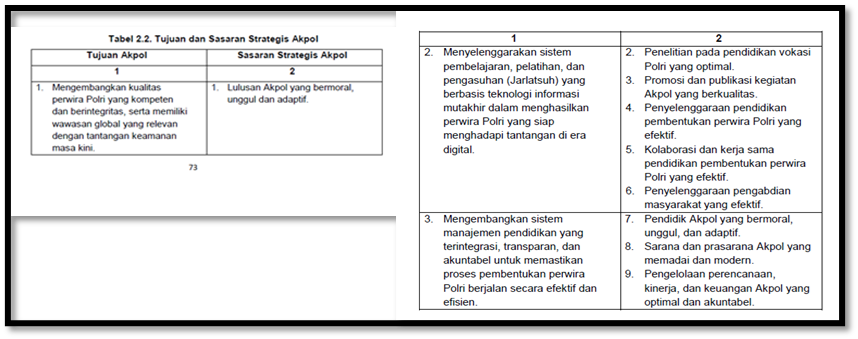 Tabel 2.2. Tujuan dan Sasaran Strategis Akpol
Tujuan Akpol
Sasaran Strategis Akpol
1
2
1. Mengembangkan kualitas
perwira Polri yang kompeten
dan berintegritas, serta memiliki
wawasan global yang relevan
dengan tantangan keamanan
masa kini.
1. Lulusan Akpol yang bermoral,
unggul dan adaptif.
73
1
2
2. Menyelenggarakan sistem
pembelajaran, pelatihan, dan
pengasuhan (Jarlatsuh) yang
berbasis teknologi informasi
mutakhir dalam menghasilkan
perwira Polri yang siap
menghadapi tantangan di era
digital.
2. Penelitian pada pendidikan vokasi
Polri yang optimal.
3. Promosi dan publikasi kegiatan
Akpol yang berkualitas.
4. Penyelenggaraan pendidikan
pembentukan perwira Polri yang
efektif.
5. Kolaborasi dan kerja sama
pendidikan pembentukan perwira
Polri yang efektif.
6. Penyelenggaraan pengabdian
masyarakat yang efektif.
3. Mengembangkan sistem
manajemen pendidikan yang
terintegrasi, transparan, dan
akuntabel untuk memastikan
proses pembentukan perwira
Polri berjalan secara efektif dan
efisien.
7. Pendidik Akpol yang bermoral,
unggul, dan adaptif.
8. Sarana dan prasarana Akpol yang
memadai dan modern.
9. Pengelolaan perencanaan,
kinerja, dan keuangan Akpol yang
optimal dan akuntabel.